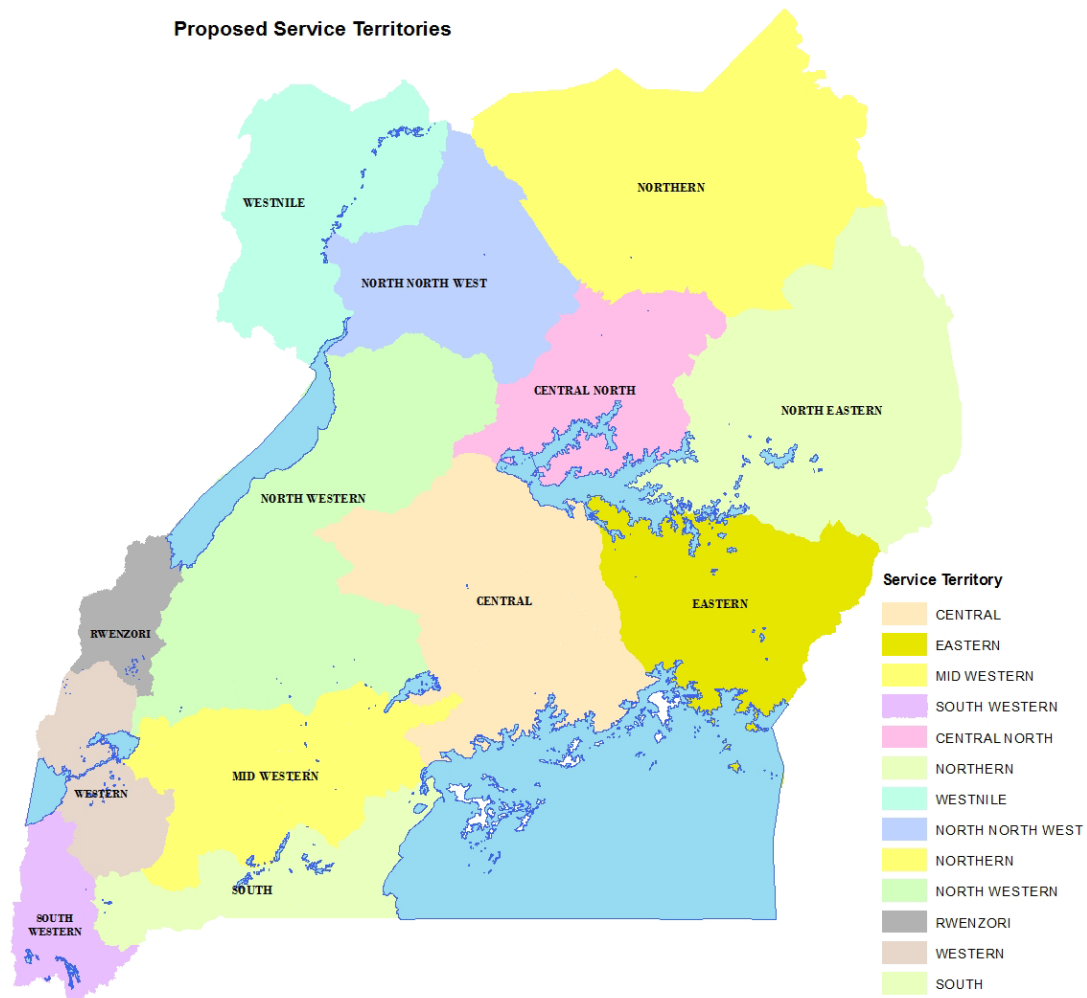 Proposed Service Territories
NORTHERN
WESTNILE
NORTH NORTH WEST
CENTRAL NORTH
NORTH EASTERN
NORTH WESTERN
CENTRAL
EASTERN
RWENZORI
MID WESTERN
WESTERN
SOUTH
SOUTH
WESTERN
Service Territory
CENTRAL
EASTERN
MID WESTERN
SOUTH WESTERN
CENTRAL NORTH
NORTHERN
WESTNILE
NORTH NORTH WEST
NORTHERN
NORTH WESTERN
RWENZORI
WESTERN
SOUTH